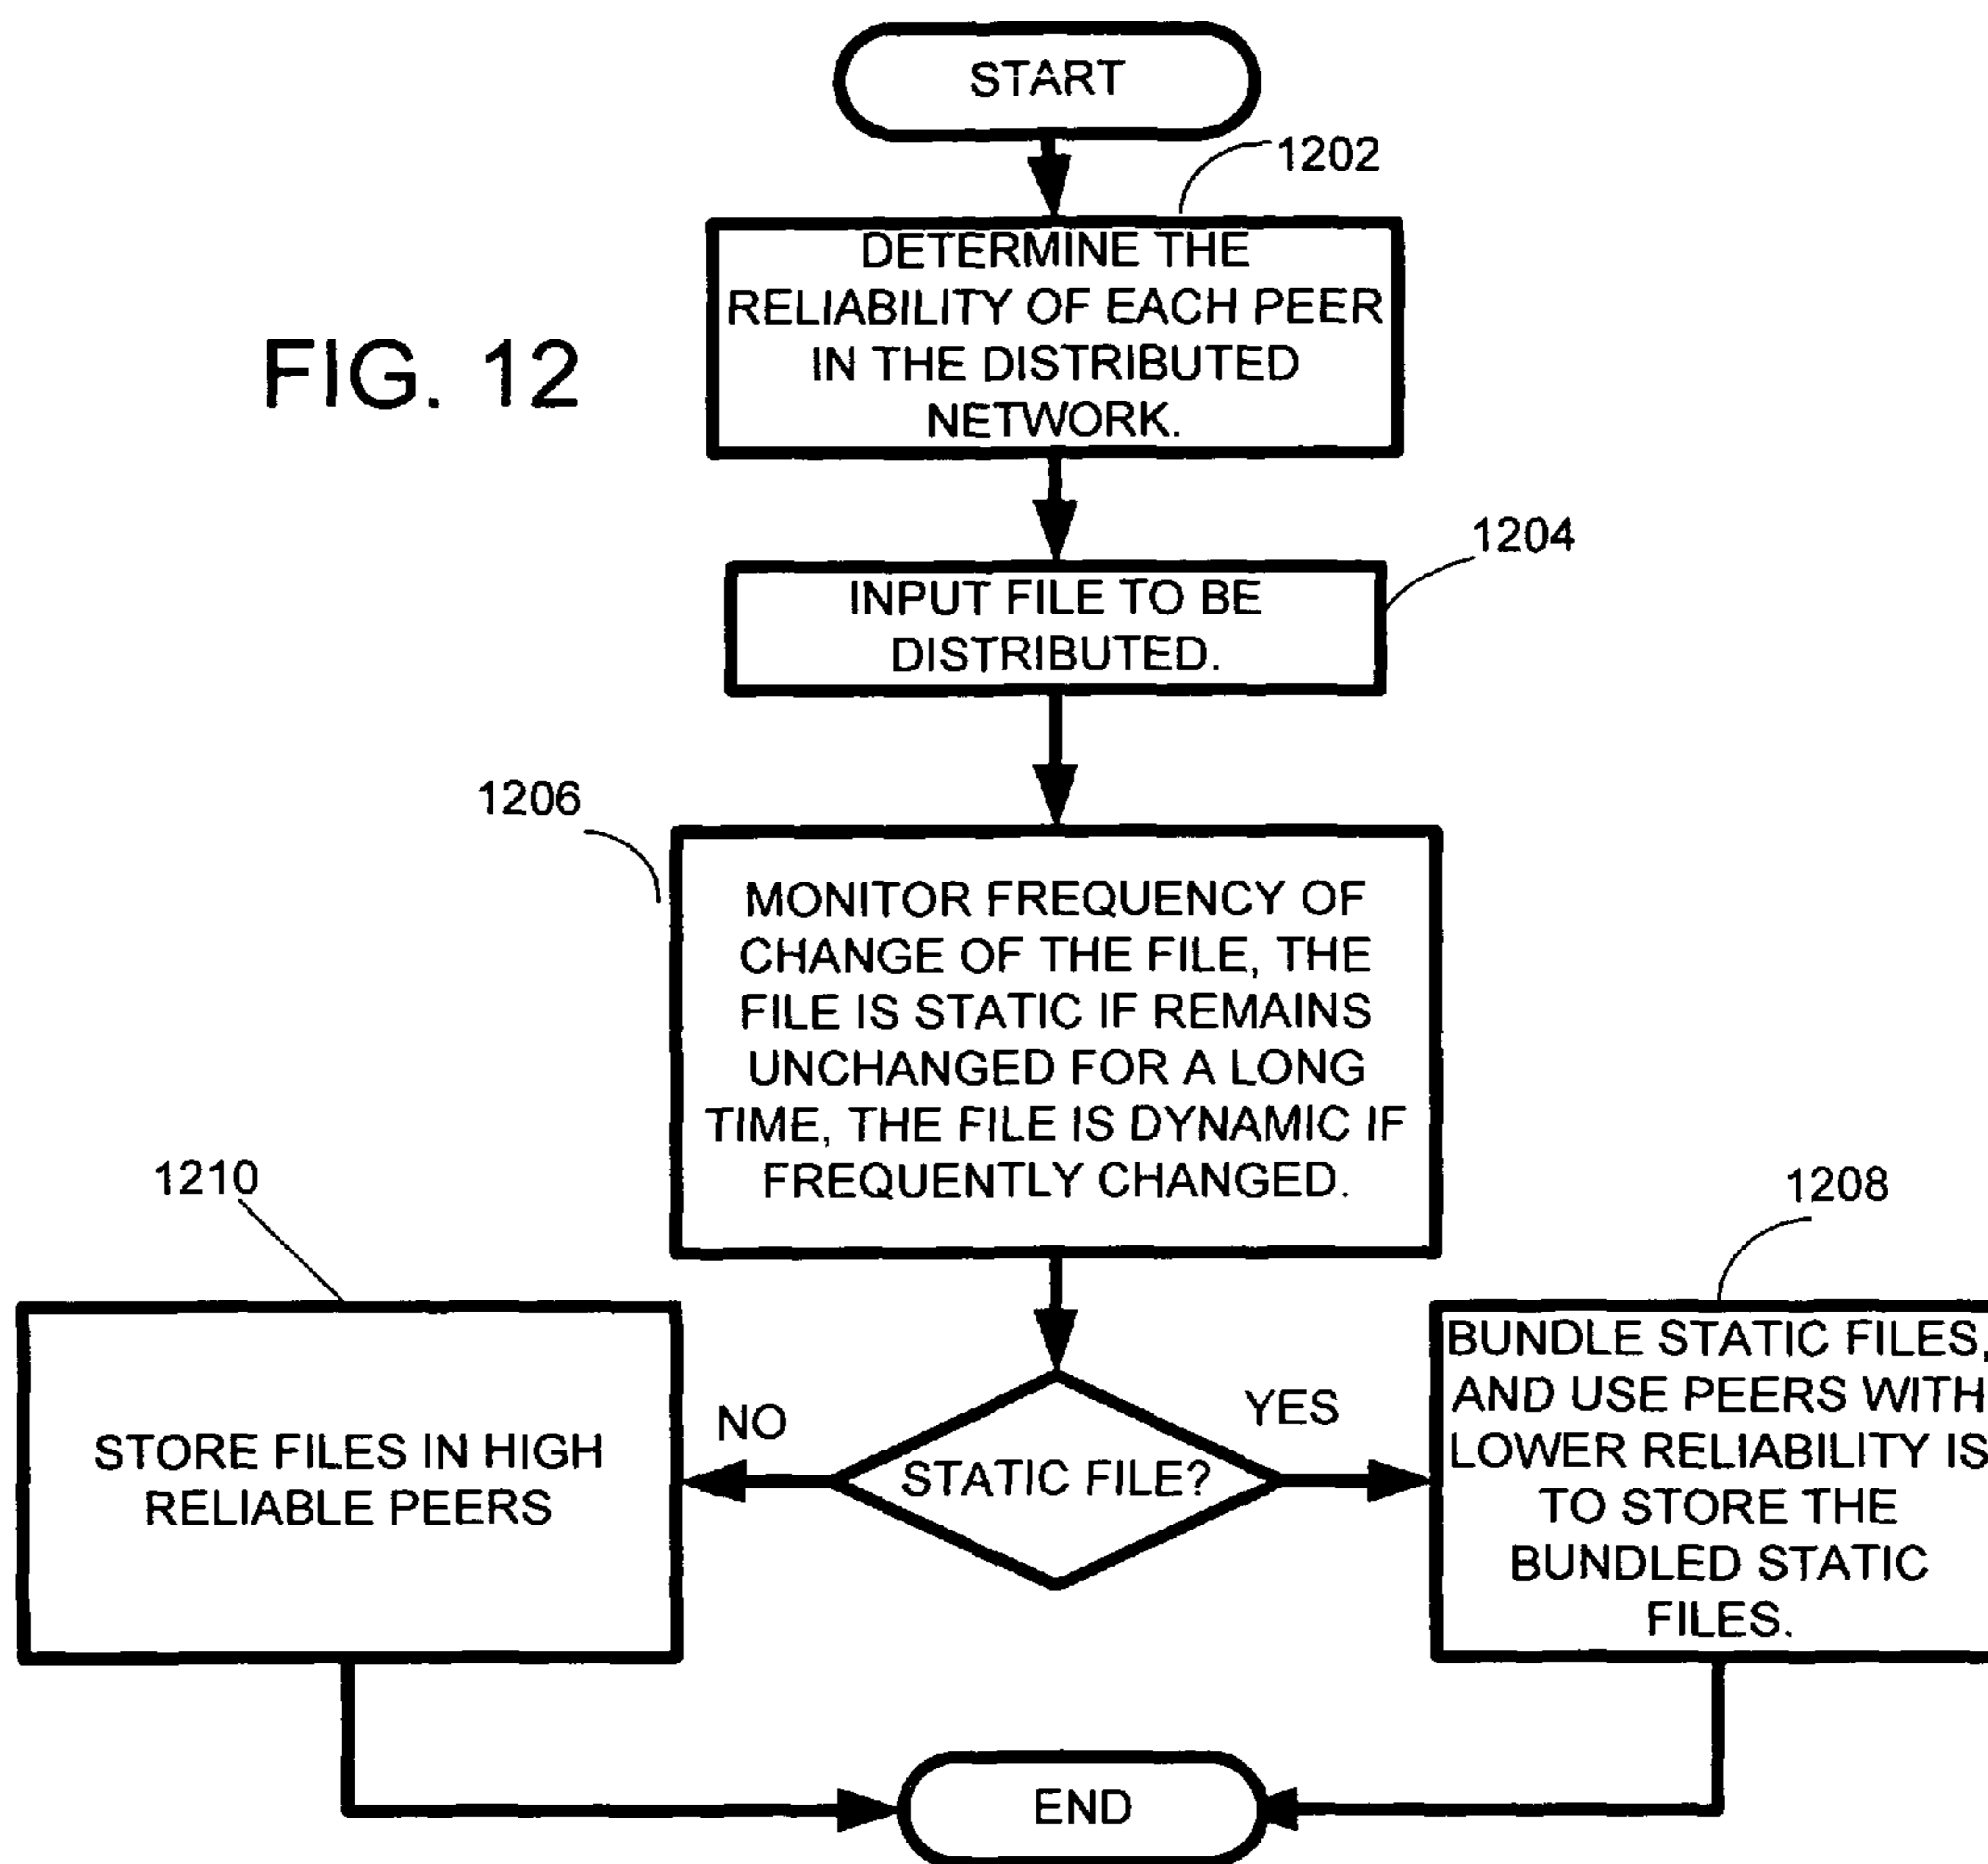 START
1202
DETERMINE THE
RELIABILITY OF EACH PEER
IN THE DISTRIBUTED
NETWORK.
FIG. 12
1204
INPUT FILE TO BE
DISTRIBUTED.
1206
MONITOR FREQUENCY OF
CHANGE OF THE FILE, THE
FILE IS STATIC IF REMAINS
UNCHANGED FOR A LONG
TIME, THE FILE IS DYNAMIC IF
FREQUENTLY CHANGED.
1210
1208
STORE FILES IN HIGH
RELIABLE PEERS
NO
STATIC FILE?
YES
BUNDLE STATIC FILES,
AND USE PEERS WITH
LOWER RELIABILITY IS
TO STORE THE
BUNDLED STATIC
FILES.
END